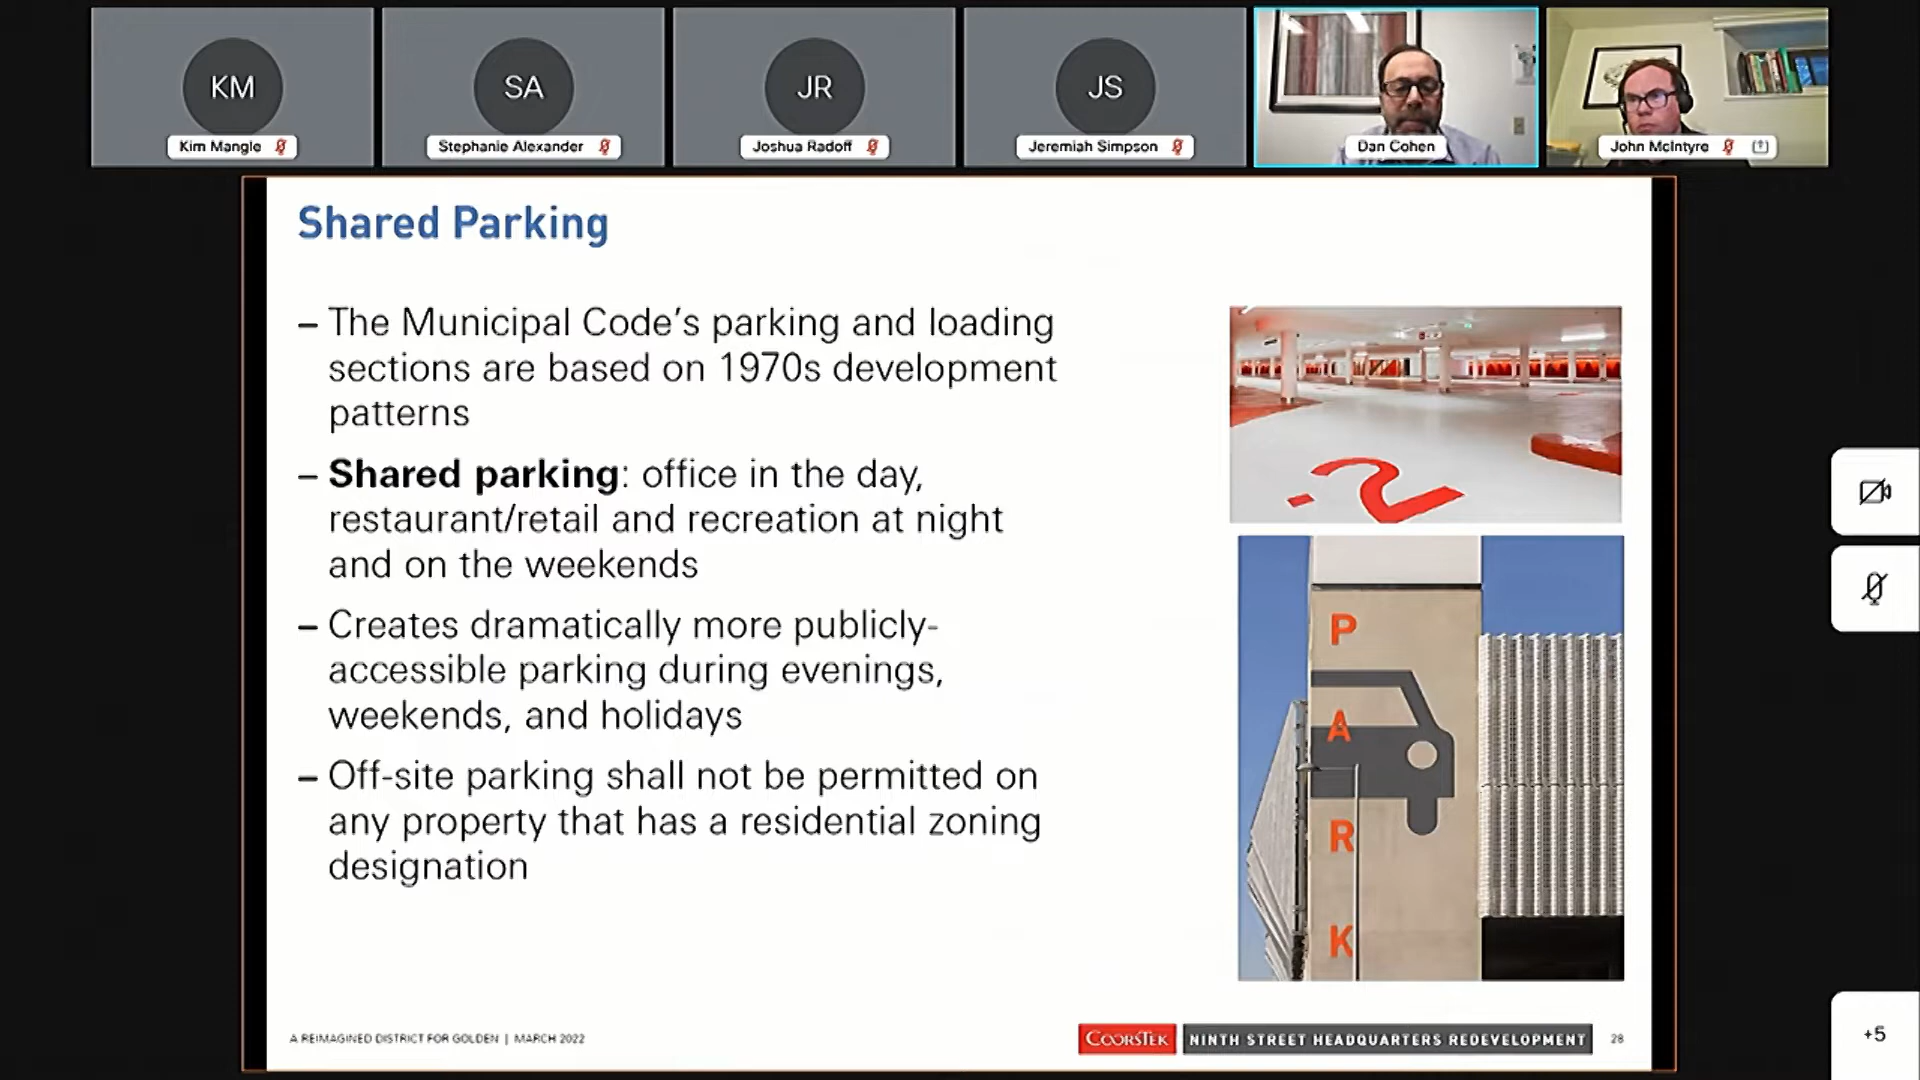 KM
SA
JR
JS
Kim Mangle
Stephanie Alexander
Joshua Radoff
Jeremiah Simpson
Dan Cohen
John McIntyre
Shared Parking
– The Municipal Code's parking and loading
sections are based on 1970s development
patterns
– Shared parking: office in the day,
restaurant/retail and recreation at night
and on the weekends
– Creates dramatically more publicly-
accessible parking during evenings,
weekends, and holidays
– Off-site parking shall not be permitted on
any property that has a residential zoning
designation
2
P
A
R
K
A REIMAGINED DISTRICT FOR GOLDEN | MARCH 2022
COORSTEK
NINTH STREET HEADQUARTERS REDEVELOPMENT
28
+5